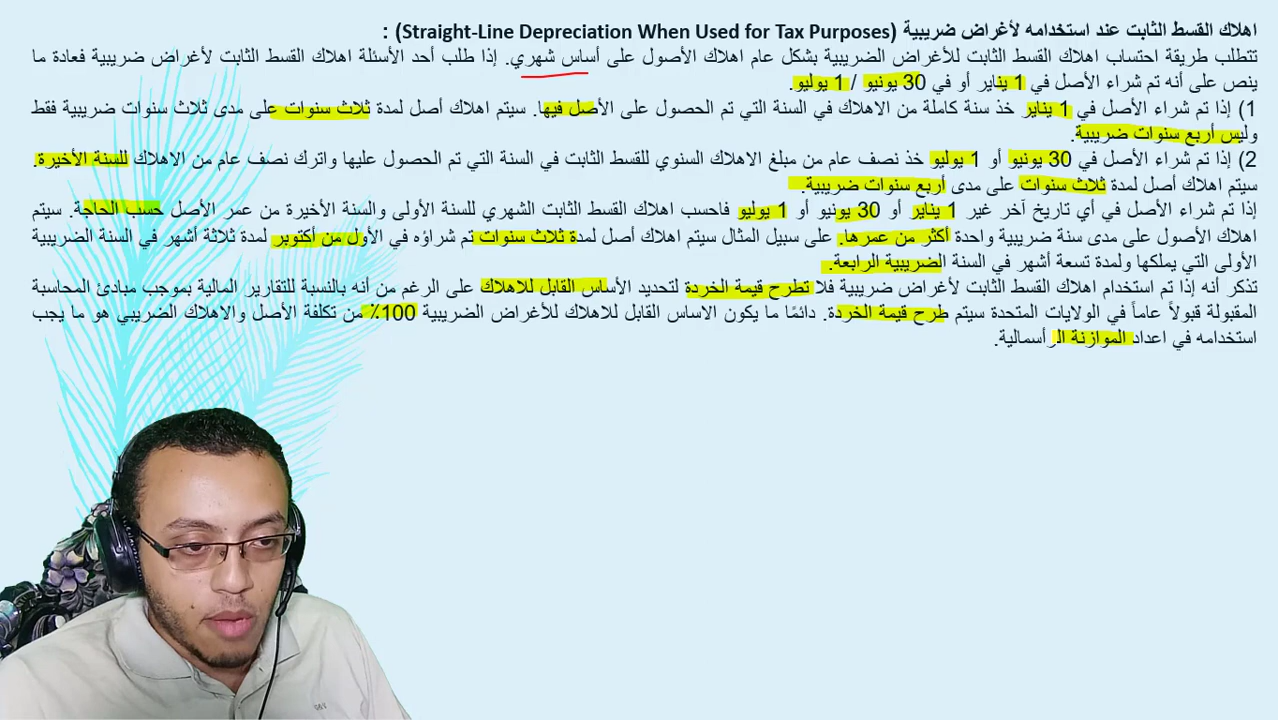 اهلاك القسط الثابت عند استخدامه لأغراض ضريبية (Straight-Line Depreciation When Used for Tax Purposes) :
تتطلب طريقة احتساب اهلاك القسط الثابت للأغراض الضريبية بشكل عام اهلاك الأصول على أساس شهري. إذا طلب أحد الأسئلة اهلاك القسط الثابت لأغراض ضريبية فعادة ما
ينص على أنه تم شراء الأصل في 1 يناير أو في 30 يونيو / 1 يوليو.
1) إذا تم شراء الأصل في 1 يناير خذ سنة كاملة من الاهلاك في السنة التي تم الحصول على الأصل فيها. سيتم اهلاك أصل لمدة ثلاث سنوات على مدى ثلاث سنوات ضريبية فقط
وليس أربع سنوات ضريبية.
2) إذا تم شراء الأصل في 30 يونيو أو 1 يوليو خذ نصف عام من مبلغ الاهلاك السنوي للقسط الثابت في السنة التي تم الحصول عليها واترك نصف عام من الاهلاك للسنة الأخيرة.
سيتم اهلاك أصل لمدة ثلاث سنوات على مدى أربع سنوات ضريبية.
إذا تم شراء الأصل في أي تاريخ آخر غير 1 يناير أو 30 يونيو أو 1 يوليو فاحسب اهلاك القسط الثابت الشهري للسنة الأولى والسنة الأخيرة من عمر الأصل حسب الحاجة. سيتم
اهلاك الأصول على مدى سنة ضريبية واحدة أكثر من عمرها. على سبيل المثال سيتم اهلاك أصل لمدة ثلاث سنوات تم شراؤه في الأول من أكتوبر لمدة ثلاثة أشهر في السنة الضريبية
الأولى التي يملكها ولمدة تسعة أشهر في السنة الضريبية الرابعة.
تذكر أنه إذا تم استخدام اهلاك القسط الثابت لأغراض ضريبية فلا تطرح قيمة الخردة لتحديد الأساس القابل للاهلاك على الرغم من أنه بالنسبة للتقارير المالية بموجب مبادئ المحاسبة
المقبولة قبولاً عاماً في الولايات المتحدة سيتم طرح قيمة الخردة. دائمًا ما يكون الاساس القابل للاهلاك للأغراض الضريبية 100٪ من تكلفة الأصل والاهلاك الضريبي هو ما يجب
استخدامه في اعداد الموازنة الرأسمالية.